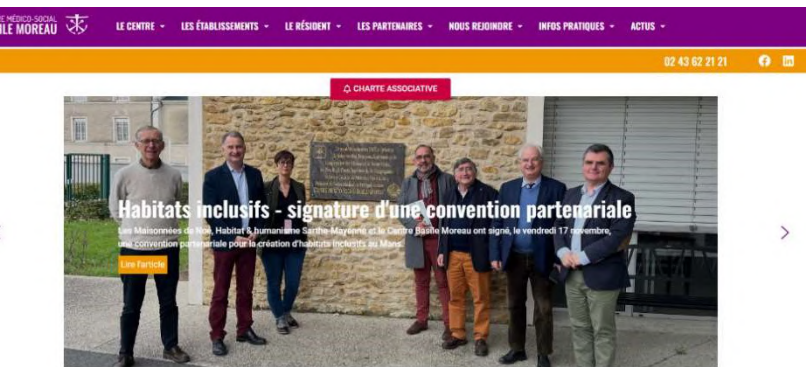 E MÉDICO-SOCIAL
ILE MOREAU
LE CENTRE
LES ÉTABLISSEMENTS
LE RÉSIDENT
LES PARTENAIRES
NOUS REJOINDRE
INFOS PRATIQUES
ACTUS
02 43 62 21 21
CHARTE ASSOCIATIVE
Habitats inclusifs - signature d'une convention partenariale
Les Maisonnées de Noé, Habitat & humanisme Sarthe-Mayenne et le Centre Basile Moreau ont signé, le vendredi 17 novembre,
une convention partenariale pour la création d'habitats inclusifs au Mans.
Lire l'article